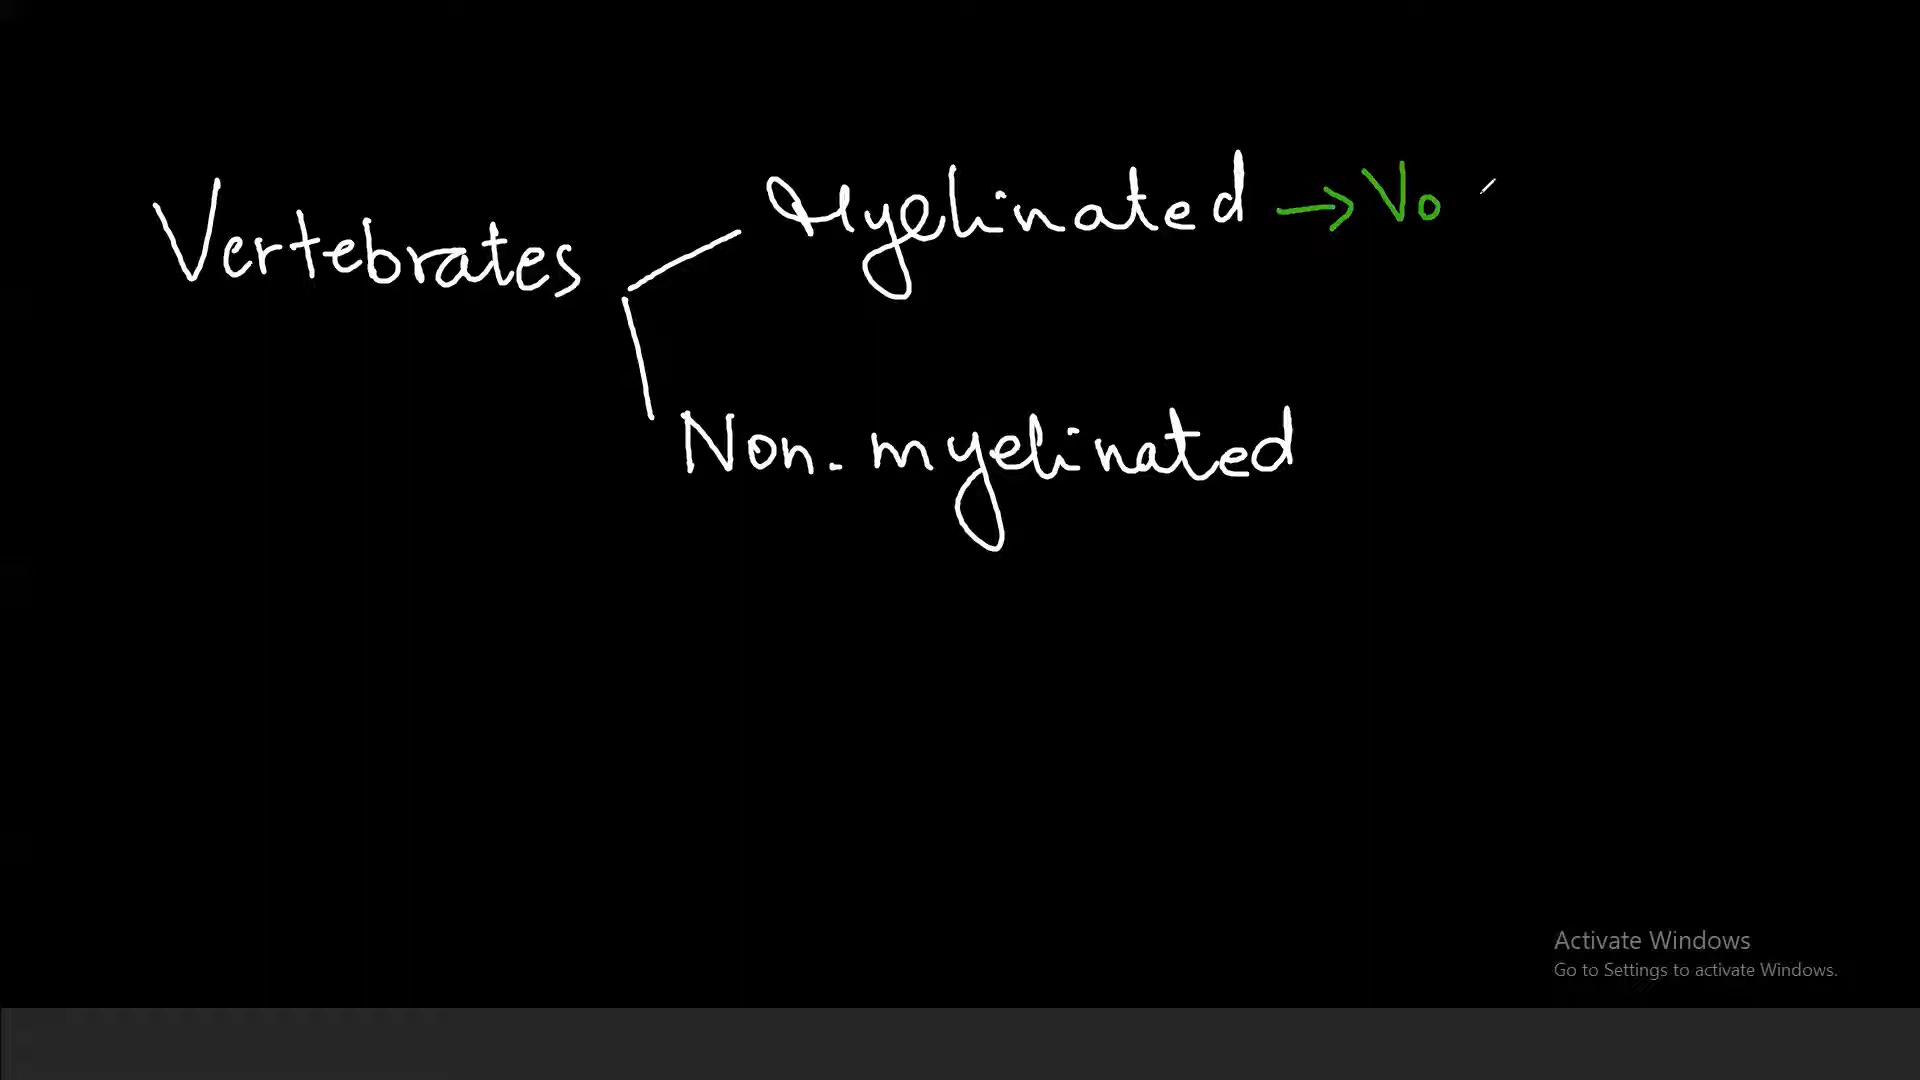 Vertebrates
Myelinated → Vo
Non-myelinated
Activate Windows
Go to Settings to activate Windows.